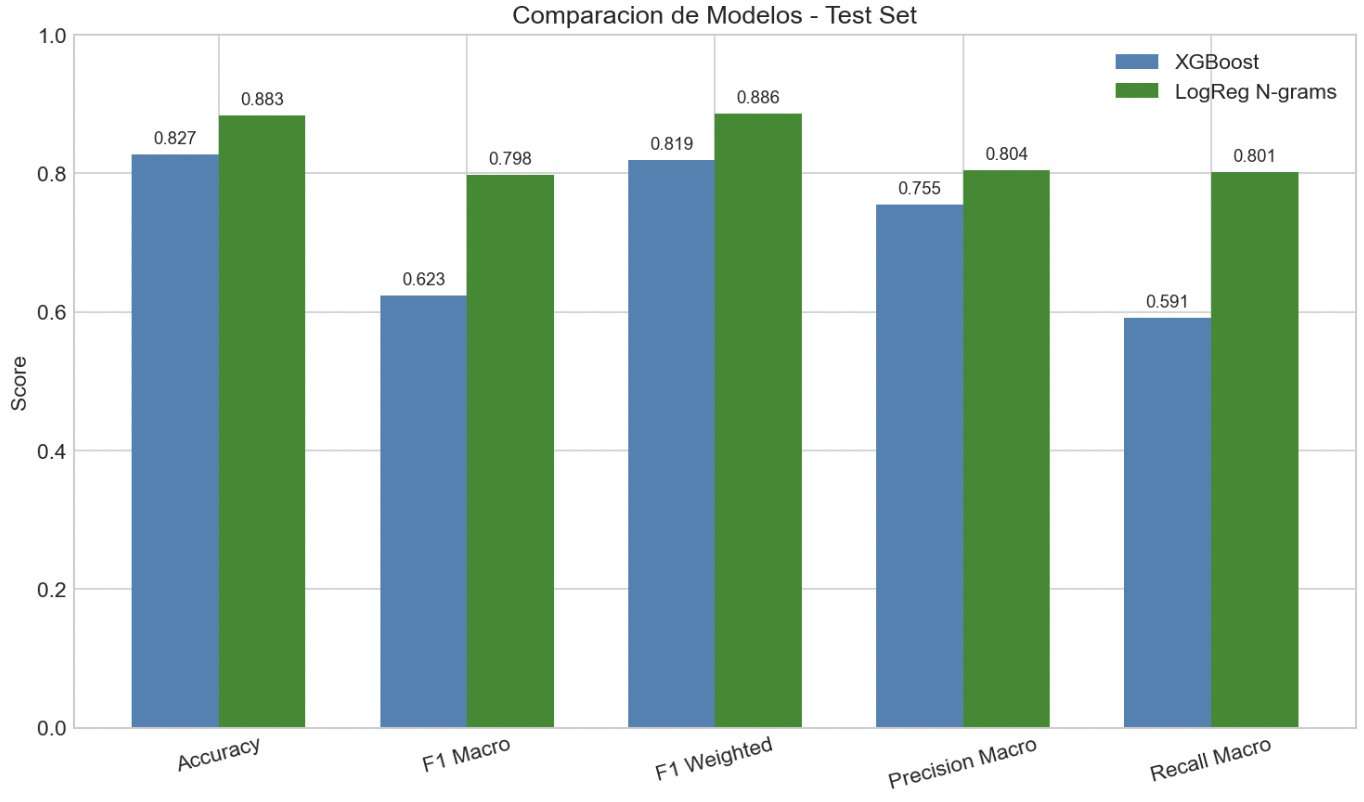 Comparacion de Modelos - Test Set
XGBoost
LogReg N-grams
Score
1.0
0.8
0.6
0.4
0.2
0.0
0.827
0.883
0.623
0.798
0.819
0.886
0.755
0.804
0.591
0.801
Accuracy
F1 Macro
F1 Weighted
Precision Macro
Recall Macro